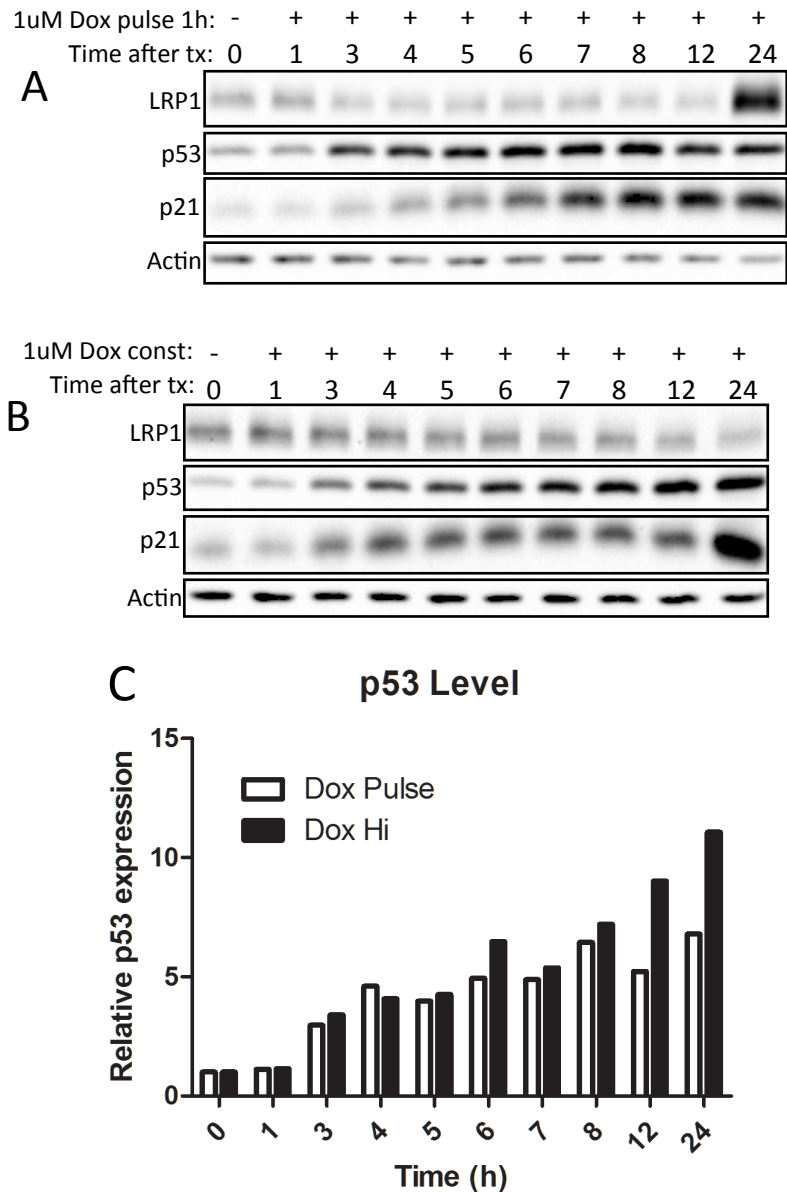 1uM Dox pulse 1h: - + + + + + + + + +
Time after tx: 0 1 3 4 5 6 7 8 12 24
A
LRP1
p53
p21
Actin
1uM Dox const: - + + + + + + + + +
Time after tx: 0 1 3 4 5 6 7 8 12 24
B
LRP1
p53
p21
Actin
C
p53 Level
15
10
5
0
Relative p53 expression
Dox Pulse
Dox Hi
0 1 3 4 5 6 7 8 12 24
Time (h)